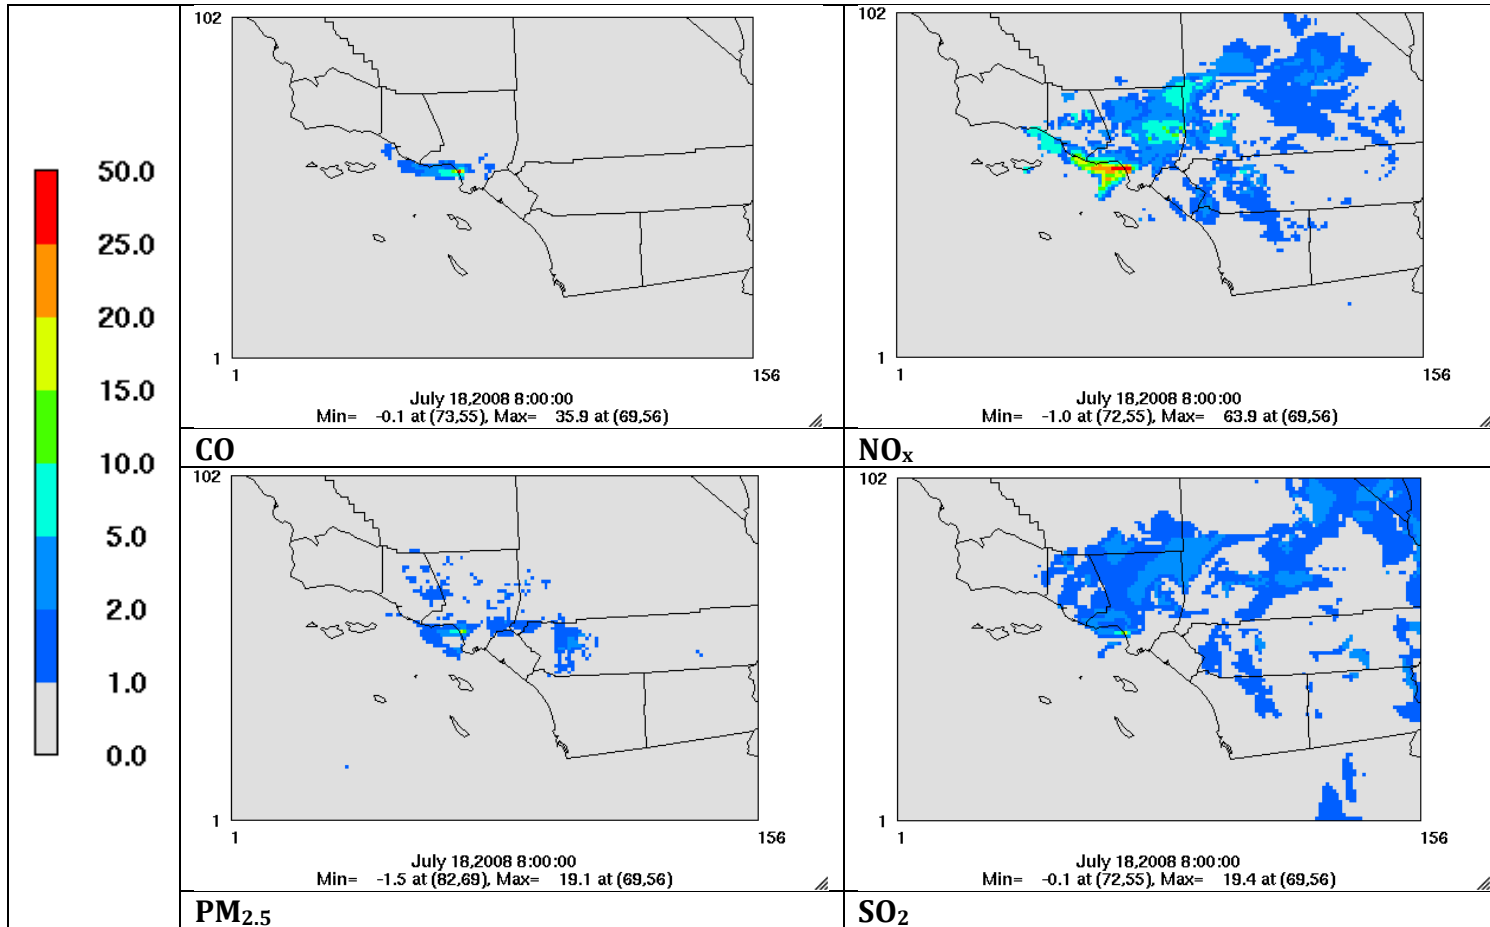 50.0
25.0
20.0
15.0
10.0
5.0
2.0
1.0
0.0
102
1
1
156
July 18,2008 8:00:00
Min= -0.1 at (73,55), Max= 35.9 at (69,56)
CO
102
1
1
156
July 18,2008 8:00:00
Min= -1.0 at (72,55), Max= 63.9 at (69,56)
NOx
102
1
1
156
July 18,2008 8:00:00
Min= -1.5 at (82,69), Max= 19.1 at (69,56)
PM2.5
102
1
1
156
July 18,2008 8:00:00
Min= -0.1 at (72,55), Max= 19.4 at (69,56)
SO2